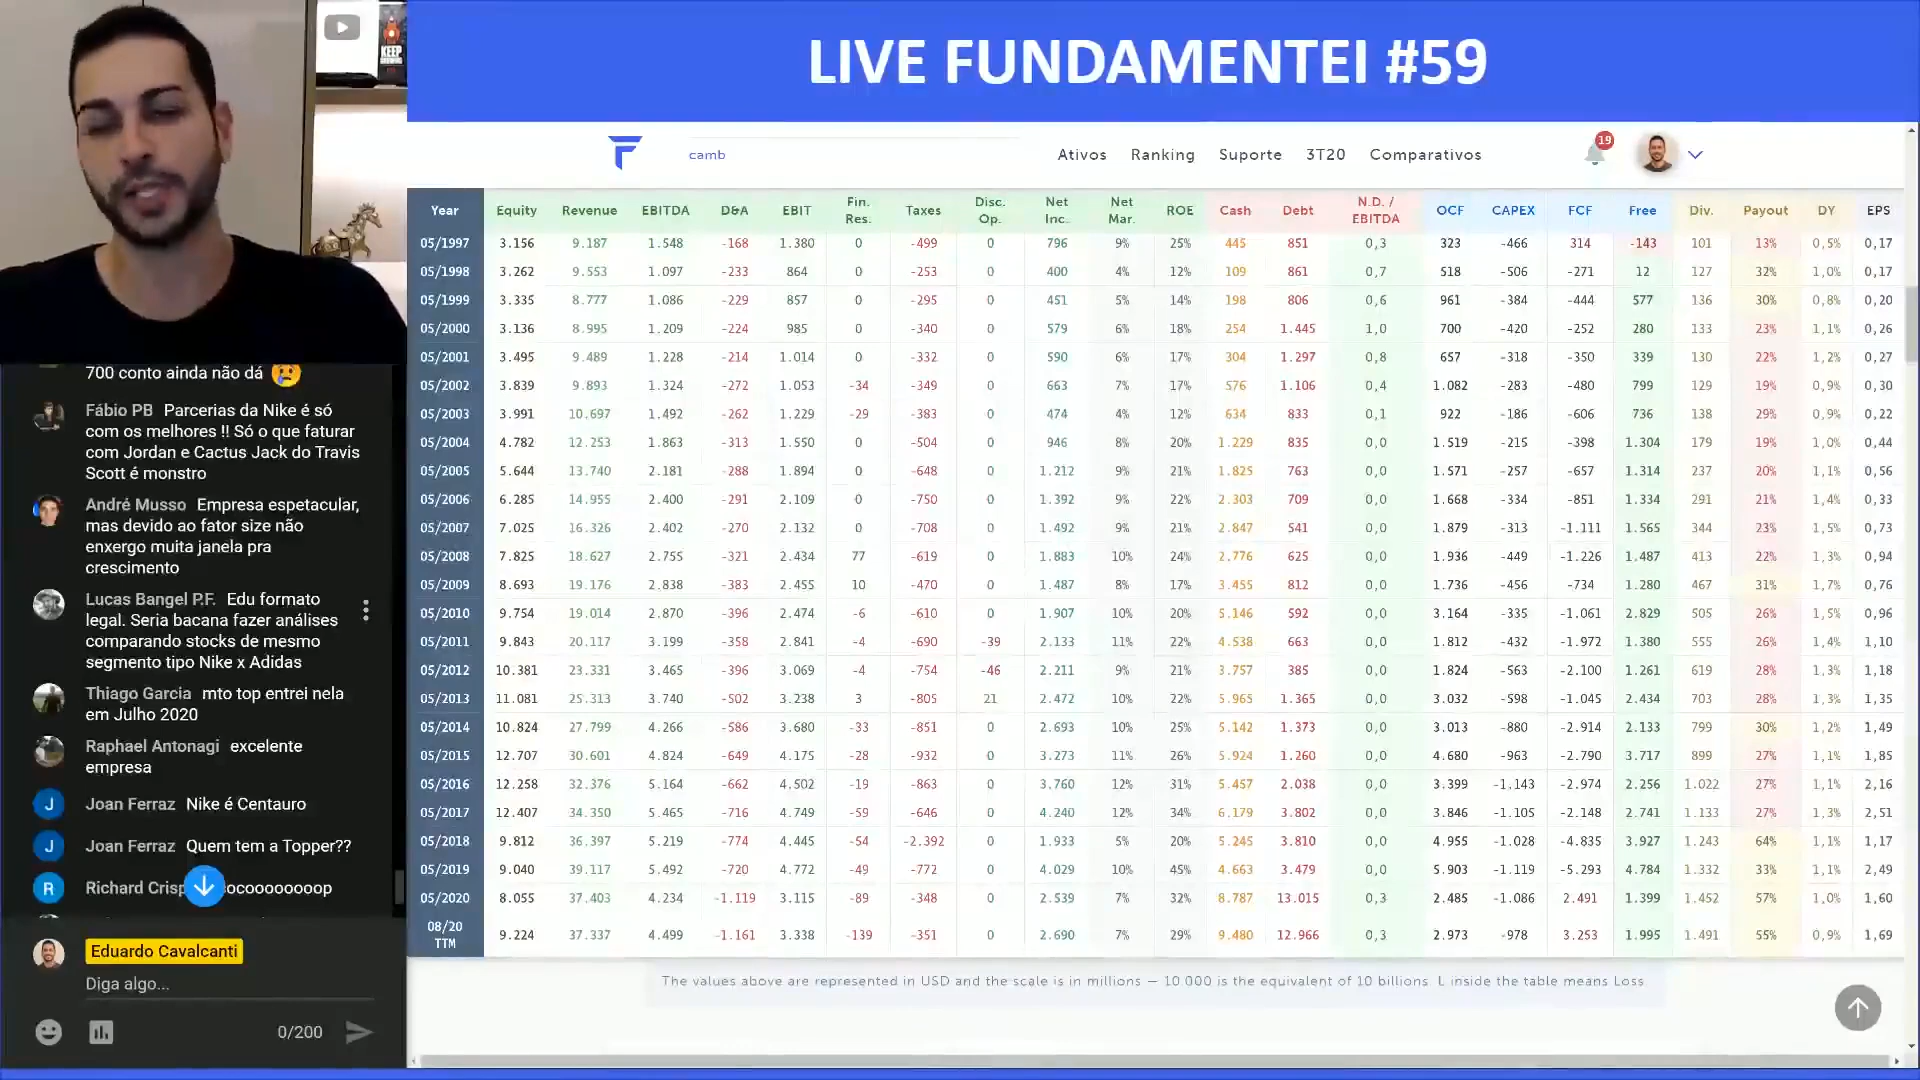 LIVE FUNDAMENTEI #59
KEEP
camb
Ativos Ranking Suporte 3T20 Comparativos
19
Year Equity Revenue EBITDA D&A EBIT Fin. Res. Taxes Disc. Op. Net Inc. Net Mar. ROE Cash Debt N.D. / EBITDA OCF CAPEX FCF Free Div. Payout DY EPS
05/1997 3.156 9.187 1.548 -168 1.380 0 -499 0 796 9% 25% 445 851 0,3 323 -466 314 -143 101 13% 0,5% 0,17
05/1998 3.262 9.553 1.097 -233 864 0 -253 0 400 4% 12% 109 861 0,7 518 -506 -271 12 127 32% 1,0% 0,17
05/1999 3.335 8.777 1.086 -229 857 0 -295 0 451 5% 14% 198 806 0,6 961 -384 -444 577 136 30% 0,8% 0,20
05/2000 3.136 8.995 1.209 -224 985 0 -340 0 579 6% 18% 254 1.445 1,0 700 -420 -252 280 133 23% 1,1% 0,26
05/2001 3.495 9.489 1.228 -214 1.014 0 -332 0 590 6% 17% 304 1.297 0,8 657 -318 -350 339 130 22% 1,2% 0,27
05/2002 3.839 9.893 1.324 -272 1.053 -34 -349 0 663 7% 17% 576 1.106 0,4 1.082 -283 -480 799 129 19% 0,9% 0,30
05/2003 3.991 10.697 1.492 -262 1.229 -29 -383 0 474 4% 12% 634 833 0,1 922 -186 -606 736 138 29% 0,9% 0,22
05/2004 4.782 12.253 1.863 -313 1.550 0 -504 0 946 8% 20% 1.229 835 0,0 1.519 -215 -398 1.304 179 19% 1,0% 0,44
05/2005 5.644 13.740 2.181 -288 1.894 0 -648 0 1.212 9% 21% 1.825 763 0,0 1.571 -257 -657 1.314 237 20% 1,1% 0,56
05/2006 6.285 14.955 2.400 -291 2.109 0 -750 0 1.392 9% 22% 2.303 709 0,0 1.668 -334 -851 1.334 291 21% 1,4% 0,33
05/2007 7.025 16.326 2.402 -270 2.132 0 -708 0 1.492 9% 21% 2.847 541 0,0 1.879 -313 -1.111 1.565 344 23% 1,5% 0,73
05/2008 7.825 18.627 2.755 -321 2.434 77 -619 0 1.883 10% 24% 2.776 625 0,0 1.936 -449 -1.226 1.487 413 22% 1,3% 0,94
05/2009 8.693 19.176 2.838 -383 2.455 10 -470 0 1.487 8% 17% 3.455 812 0,0 1.736 -456 -734 1.280 467 31% 1,7% 0,76
05/2010 9.754 19.014 2.870 -396 2.474 -6 -610 0 1.907 10% 20% 5.146 592 0,0 3.164 -335 -1.061 2.829 505 26% 1,5% 0,96
05/2011 9.843 20.117 3.199 -358 2.841 -4 -690 -39 2.133 11% 22% 4.538 663 0,0 1.812 -432 -1.972 1.380 555 26% 1,4% 1,10
05/2012 10.381 23.331 3.465 -396 3.069 -4 -754 -46 2.211 9% 21% 3.757 385 0,0 1.824 -563 -2.100 1.261 619 28% 1,3% 1,18
05/2013 11.081 25.313 3.740 -502 3.238 3 -805 21 2.472 10% 22% 5.965 1.365 0,0 3.032 -598 -1.045 2.434 703 28% 1,3% 1,35
05/2014 10.824 27.799 4.266 -586 3.680 -33 -851 0 2.693 10% 25% 5.142 1.373 0,0 3.013 -880 -2.914 2.133 799 30% 1,2% 1,49
05/2015 12.707 30.601 4.824 -649 4.175 -28 -932 0 3.273 11% 26% 5.924 1.260 0,0 4.680 -963 -2.790 3.717 899 27% 1,1% 1,85
05/2016 12.258 32.376 5.164 -662 4.502 -19 -863 0 3.760 12% 31% 5.457 2.038 0,0 3.399 -1.143 -2.974 2.256 1.022 27% 1,1% 2,16
05/2017 12.407 34.350 5.465 -716 4.749 -59 -646 0 4.240 12% 34% 6.179 3.802 0,0 3.846 -1.105 -2.148 2.741 1.133 27% 1,3% 2,51
05/2018 9.812 36.397 5.219 -774 4.445 -54 -2.392 0 1.933 5% 20% 5.245 3.810 0,0 4.955 -1.028 -4.835 3.927 1.243 64% 1,1% 1,17
05/2019 9.040 39.117 5.492 -720 4.772 -49 -772 0 4.029 10% 45% 4.663 3.479 0,0 5.903 -1.119 -5.293 4.784 1.332 33% 1,1% 2,49
05/2020 8.055 37.403 4.234 -1.119 3.115 -89 -348 0 2.539 7% 32% 8.787 13.015 0,3 2.485 -1.086 2.491 1.399 1.452 57% 1,0% 1,60
08/20 TTM 9.224 37.337 4.499 -1.161 3.338 -139 -351 0 2.690 7% 29% 9.480 12.966 0,3 2.973 -978 3.253 1.995 1.491 55% 0,9% 1,69
The values above are represented in USD and the scale is in millions — 10 000 is the equivalent of 10 billions. L inside the table means Loss
700 conto ainda não dá 😢
Fábio PB Parcerias da Nike é só
com os melhores !! Só o que faturar
com Jordan e Cactus Jack do Travis
Scott é monstro
André Musso Empresa espetacular,
mas devido ao fator size não
enxergo muita janela pra
crescimento
Lucas Bangel P.F. Edu formato
legal. Seria bacana fazer análises
comparando stocks de mesmo
segmento tipo Nike x Adidas
Thiago Garcia mto top entrei nela
em Julho 2020
Raphael Antonagi excelente
empresa
J Joan Ferraz Nike é Centauro
J Joan Ferraz Quem tem a Topper??
R Richard Crisp ocooooooooop
Eduardo Cavalcanti
Diga algo...
0/200